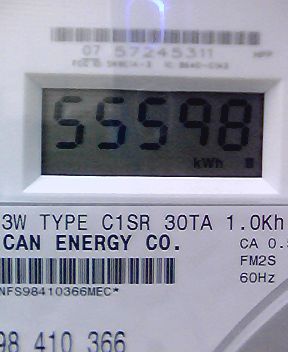 07 57245311
55598
kWh
3W TYPE C1SR 30TA 1.0Kh
CAN ENERGY CO.
CA 0.
FM2S
60Hz
NFS98410366MEC*
98 410 366